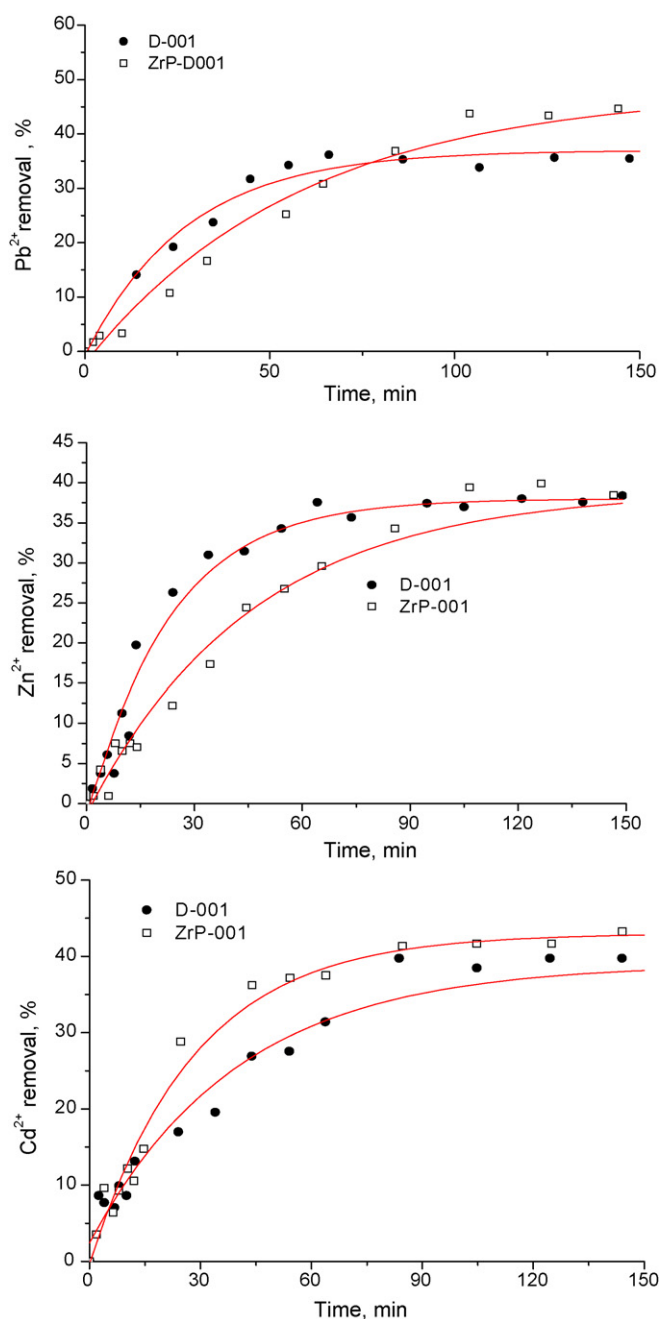 60
50
40
30
20
10
0
Pb2+ removal , %
D-001
ZrP-D001
0 50 100 150
Time, min
45
40
35
30
25
20
15
10
5
0
Zn2+ removal, %
D-001
ZrP-001
0 30 60 90 120 150
Time, min
50
40
30
20
10
0
Cd2+ removal, %
D-001
ZrP-001
0 30 60 90 120 150
Time, min